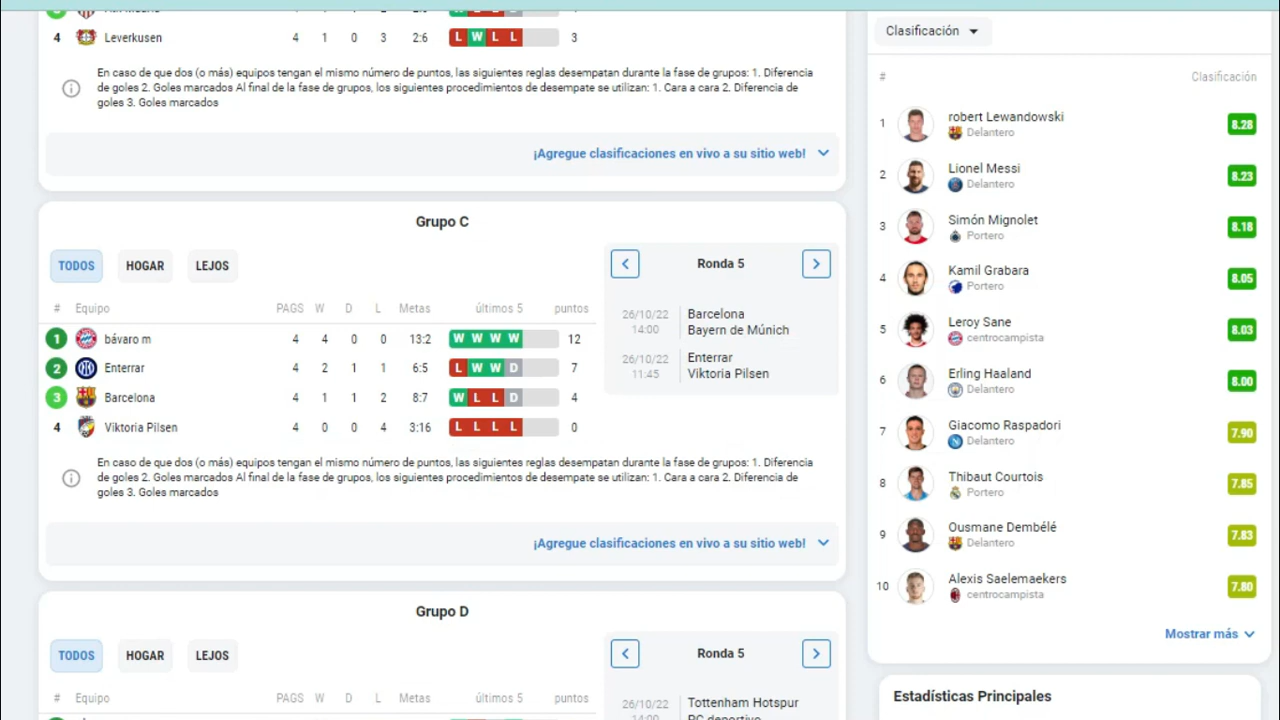 4 Leverkusen 4 1 0 3 2:6 L W L L 3
En caso de que dos (o más) equipos tengan el mismo número de puntos, las siguientes reglas desempatan durante la fase de grupos: 1. Diferencia
de goles 2. Goles marcados Al final de la fase de grupos, los siguientes procedimientos de desempate se utilizan: 1. Cara a cara 2. Diferencia de
goles 3. Goles marcados
¡Agregue clasificaciones en vivo a su sitio web!
Grupo C
TODOS HOGAR LEJOS
# Equipo PAGS W D L Metas últimos 5 puntos
1 bávaro m 4 4 0 0 13:2 W W W W 12
2 Enterrar 4 2 1 1 6:5 L W W D 7
3 Barcelona 4 1 1 2 8:7 W L L D 4
4 Viktoria Pilsen 4 0 0 4 3:16 L L L L 0
Ronda 5
26/10/22 Barcelona
14:00 Bayern de Múnich
26/10/22 Enterrar
11:45 Viktoria Pilsen
En caso de que dos (o más) equipos tengan el mismo número de puntos, las siguientes reglas desempatan durante la fase de grupos: 1. Diferencia
de goles 2. Goles marcados Al final de la fase de grupos, los siguientes procedimientos de desempate se utilizan: 1. Cara a cara 2. Diferencia de
goles 3. Goles marcados
¡Agregue clasificaciones en vivo a su sitio web!
Grupo D
TODOS HOGAR LEJOS
# Equipo PAGS W D L Metas últimos 5 puntos
Ronda 5
26/10/22 Tottenham Hotspur
14:00
Clasificación
# Clasificación
1 robert Lewandowski 8.28
Delantero
2 Lionel Messi 8.23
Delantero
3 Simón Mignolet 8.18
Portero
4 Kamil Grabara 8.05
Portero
5 Leroy Sane 8.03
centrocampista
6 Erling Haaland 8.00
Delantero
7 Giacomo Raspadori 7.90
Delantero
8 Thibaut Courtois 7.85
Portero
9 Ousmane Dembélé 7.83
Delantero
10 Alexis Saelemaekers 7.80
centrocampista
Mostrar más
Estadísticas Principales